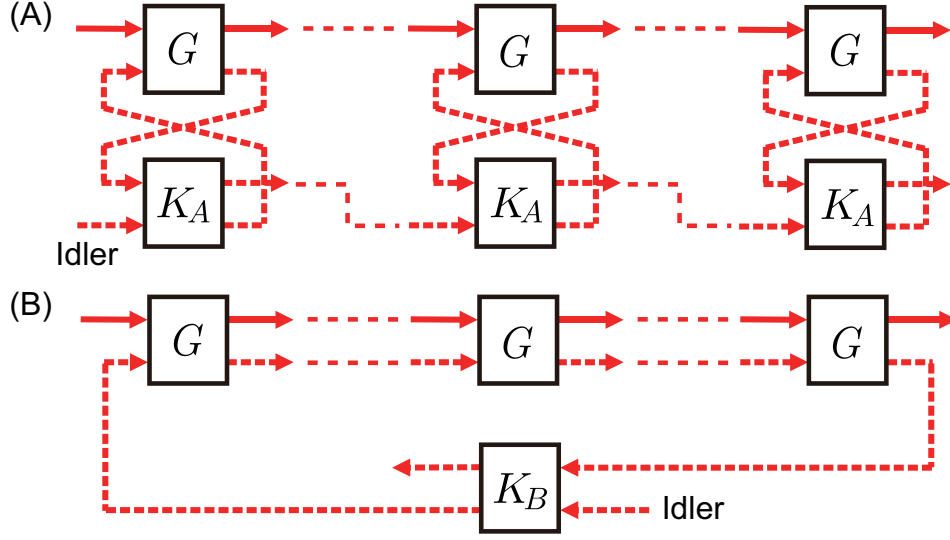 (A)
G G G
K_A K_A K_A
Idler
(B)
G G G
K_B
Idler